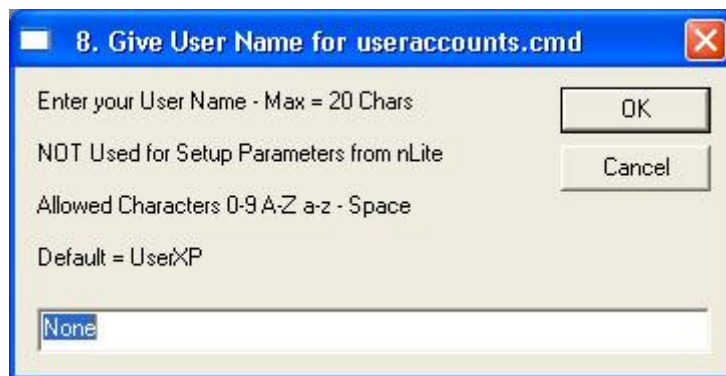 8. Give User Name for useraccounts.cmd
Enter your User Name - Max = 20 Chars
OK
NOT Used for Setup Parameters from nLite
Cancel
Allowed Characters 0-9 A-Z a-z - Space
Default = UserXP
None